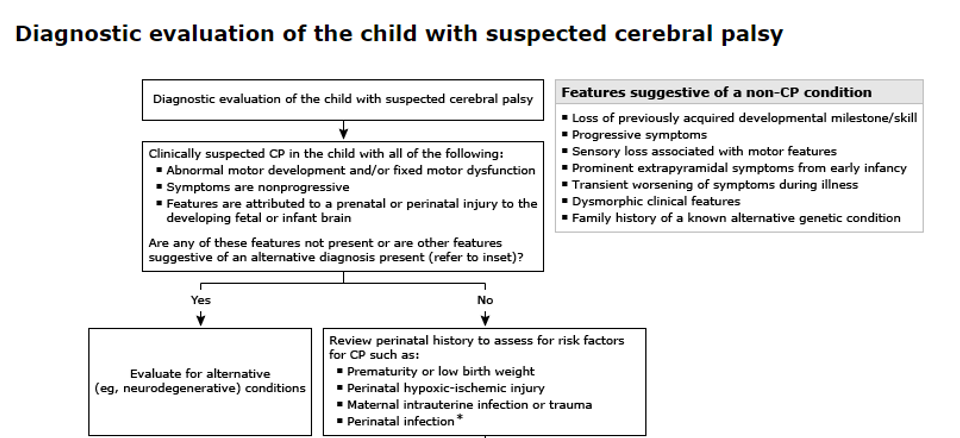 Diagnostic evaluation of the child with suspected cerebral palsy
Diagnostic evaluation of the child with suspected cerebral palsy
Clinically suspected CP in the child with all of the following:
▪ Abnormal motor development and/or fixed motor dysfunction
▪ Symptoms are nonprogressive
▪ Features are attributed to a prenatal or perinatal injury to the
developing fetal or infant brain
Are any of these features not present or are other features
suggestive of an alternative diagnosis present (refer to inset)?
Features suggestive of a non-CP condition
▪ Loss of previously acquired developmental milestone/skill
▪ Progressive symptoms
▪ Sensory loss associated with motor features
▪ Prominent extrapyramidal symptoms from early infancy
▪ Transient worsening of symptoms during illness
▪ Dysmorphic clinical features
▪ Family history of a known alternative genetic condition
Yes
No
Evaluate for alternative
(eg, neurodegenerative) conditions
Review perinatal history to assess for risk factors
for CP such as:
▪ Prematurity or low birth weight
▪ Perinatal hypoxic-ischemic injury
▪ Maternal intrauterine infection or trauma
▪ Perinatal infection*